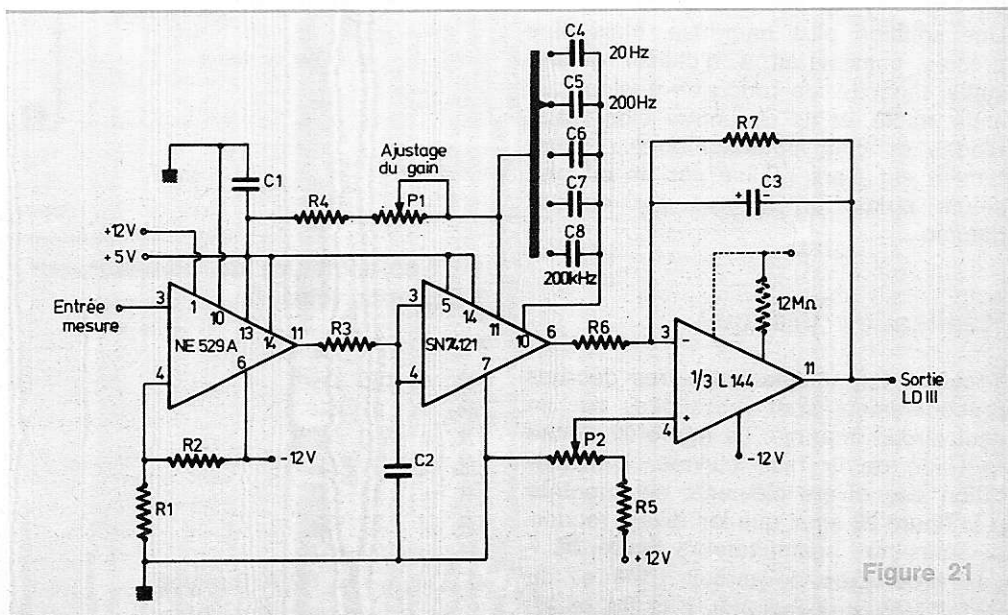 C4
20Hz
C5
200Hz
C6
C7
C8
200kHz
R7
C3
+ -
Ajustage
du gain
P1
R4
C1
+12V
+5V
Entrée
mesure
3
1
10
13
14
11
NE 529A
6
4
R2
-12V
R1
R3
C2
3
4
5
14
11
10
SN74121
6
7
R6
P2
R5
+12V
12MΩ
3
-
1/3 L144
+
4
11
-12V
Sortie
LD III
Figure 21